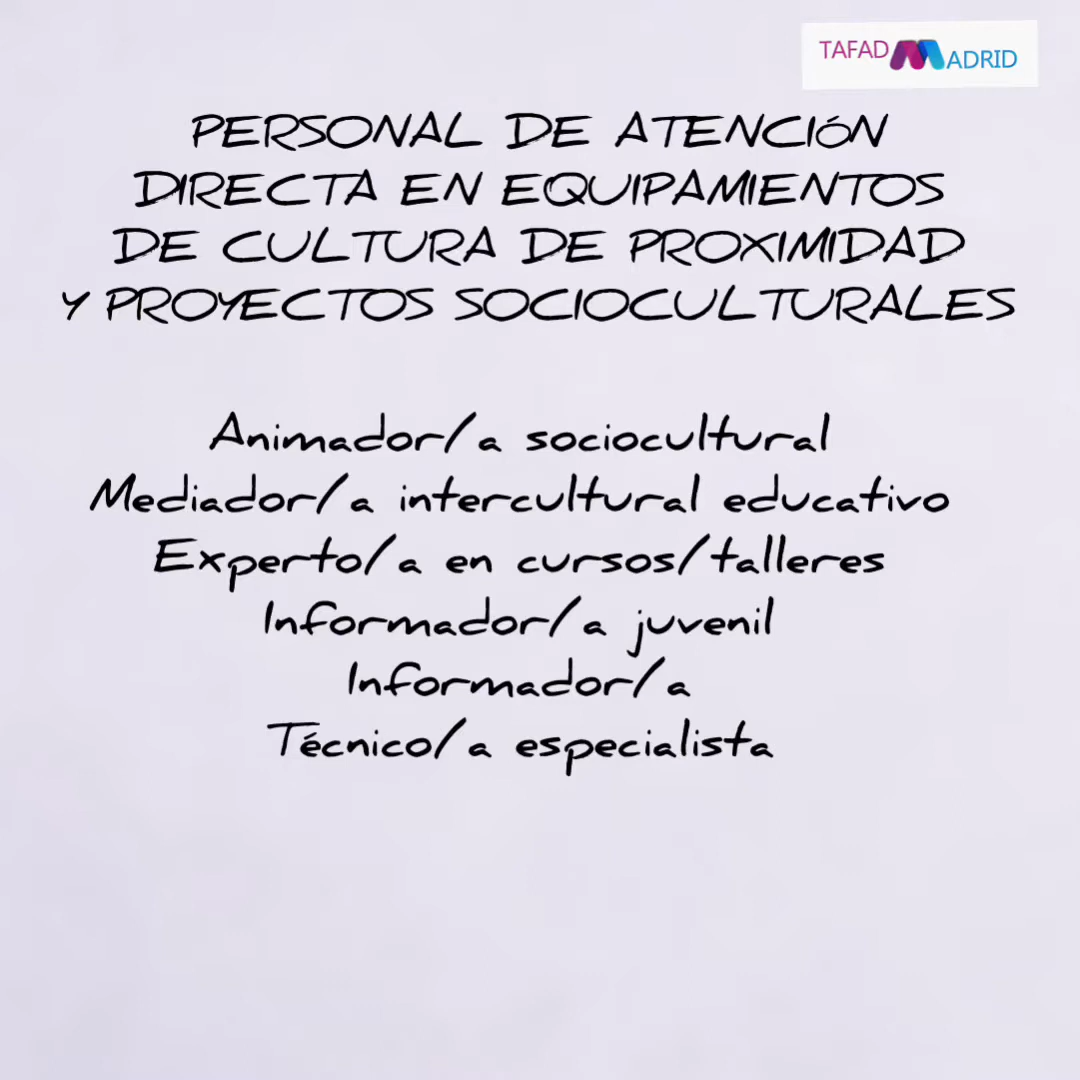 TAFAD MADRID
PERSONAL DE ATENCIÓN
DIRECTA EN EQUIPAMIENTOS
DE CULTURA DE PROXIMIDAD
Y PROYECTOS SOCIOCULTURALES
Animador/a sociocultural
Mediador/a intercultural educativo
Experto/a en cursos/talleres
Informador/a juvenil
Informador/a
Técnico/a especialista